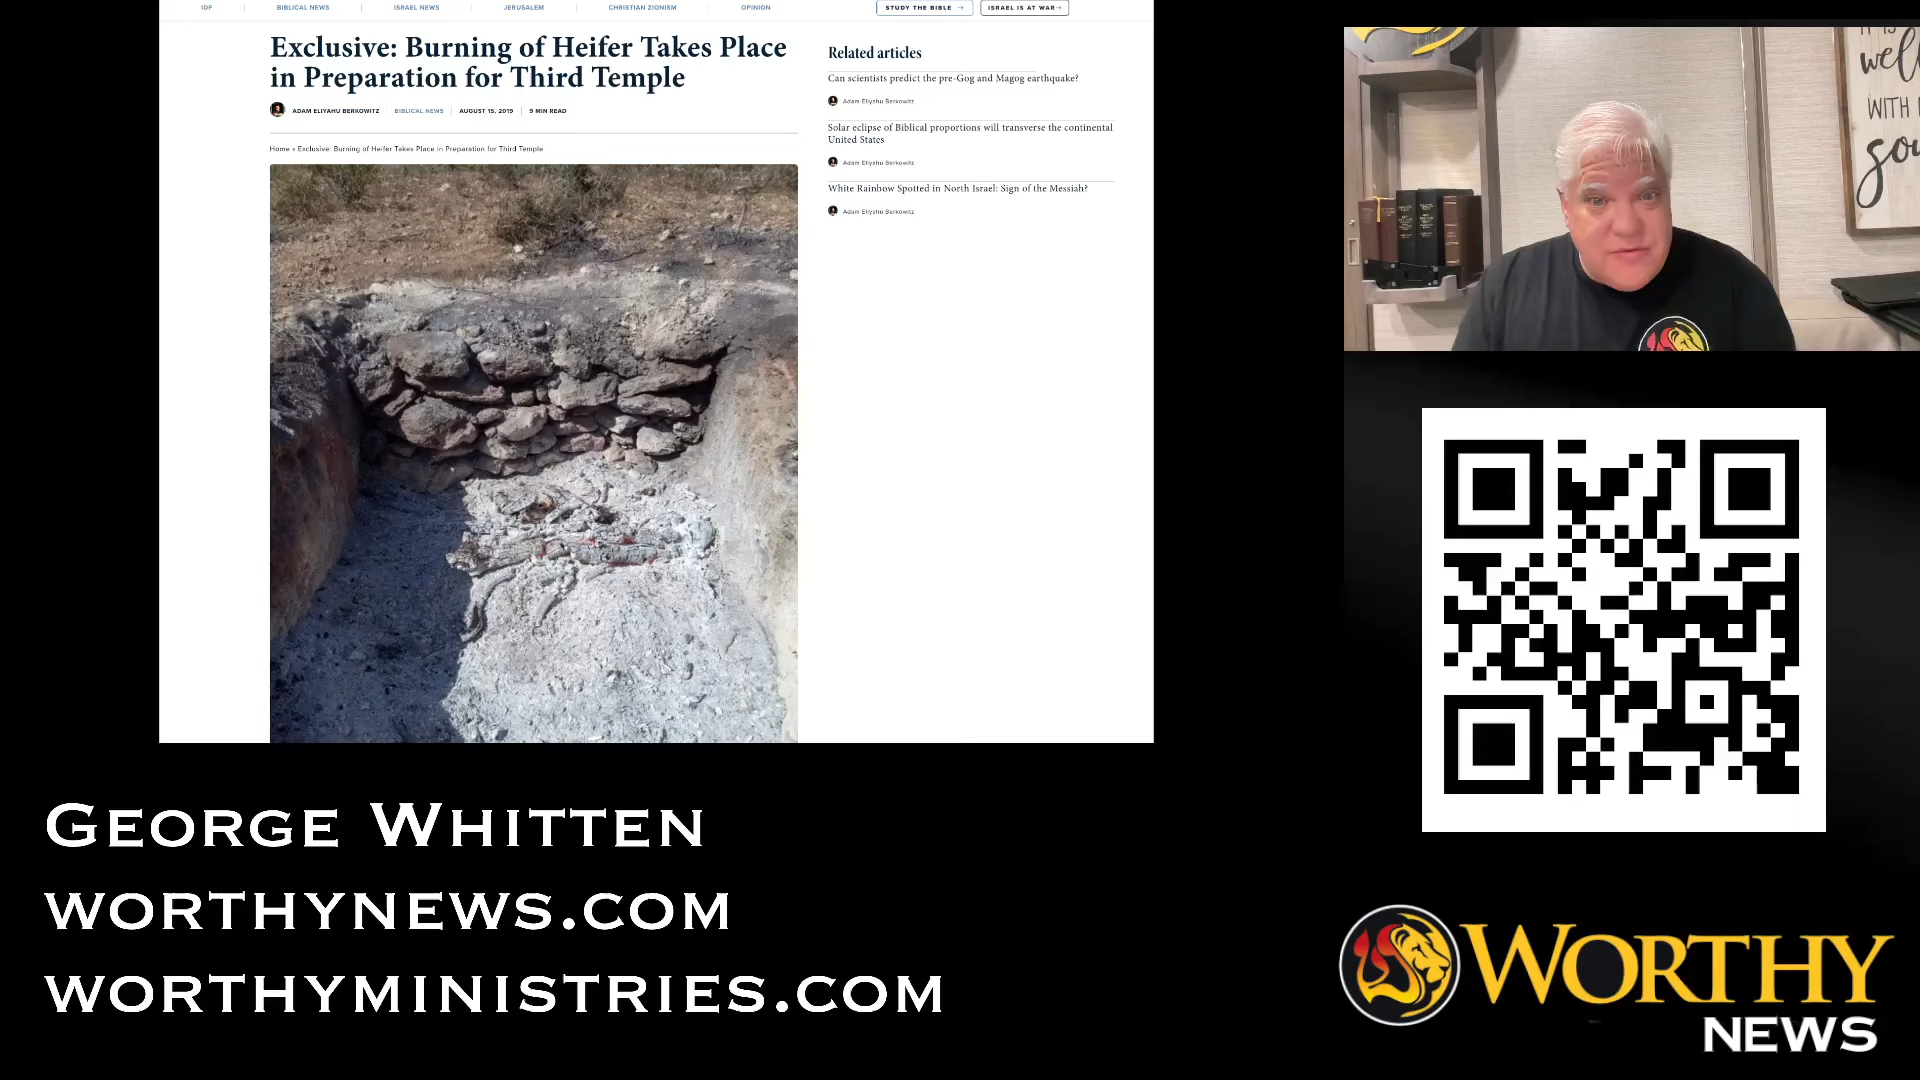 IDF
BIBLICAL NEWS
ISRAEL NEWS
JERUSALEM
CHRISTIAN ZIONISM
OPINION
STUDY THE BIBLE →
ISRAEL IS AT WAR→
Exclusive: Burning of Heifer Takes Place
in Preparation for Third Temple
ADAM ELIYAHU BERKOWITZ
BIBLICAL NEWS
AUGUST 15, 2019
9 MIN READ
Home » Exclusive: Burning of Heifer Takes Place in Preparation for Third Temple
Related articles
Can scientists predict the pre-Gog and Magog earthquake?
Adam Eliyahu Berkowitz
Solar eclipse of Biblical proportions will transverse the continental
United States
Adam Eliyahu Berkowitz
White Rainbow Spotted in North Israel: Sign of the Messiah?
Adam Eliyahu Berkowitz
IT IS
well
WITH
GEORGE WHITTEN
WORTHYNEWS.COM
WORTHYMINISTRIES.COM
WORTHY
NEWS